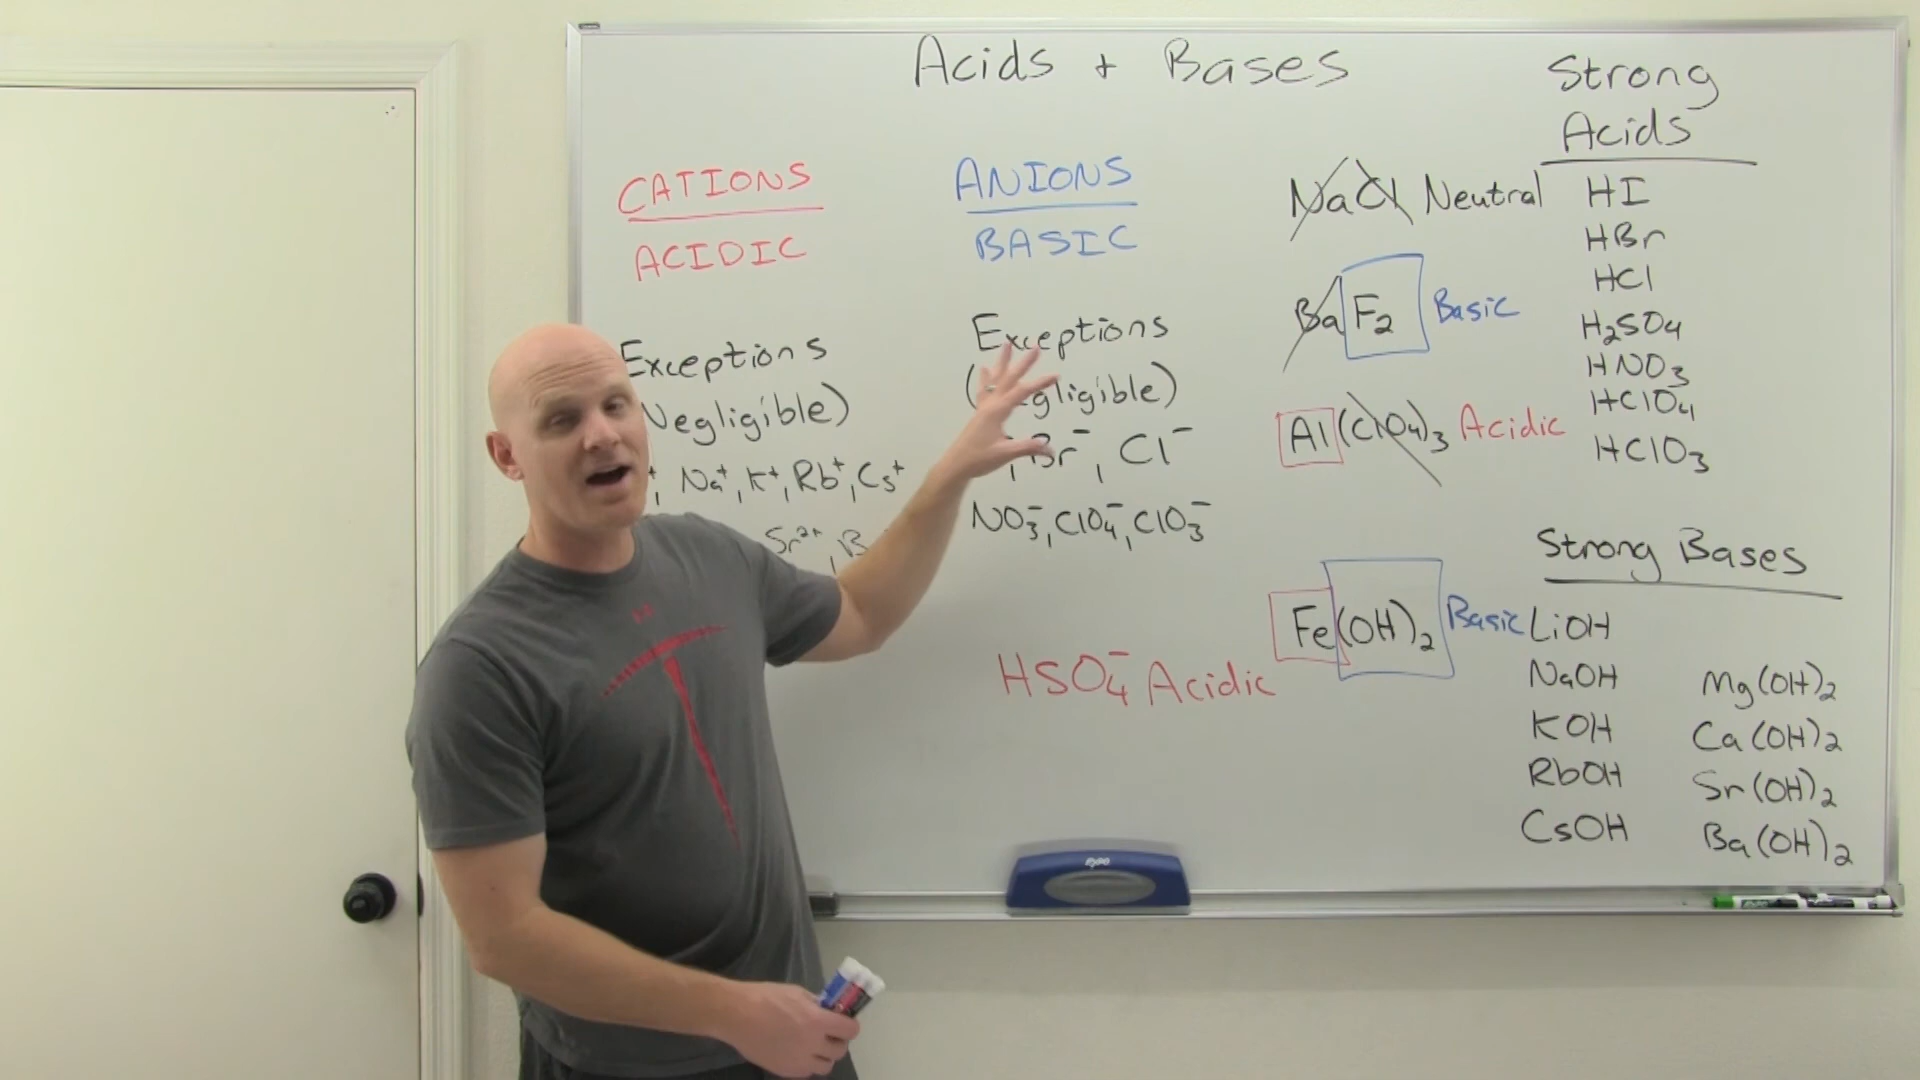 Acids + Bases
CATIONS
ACIDIC
Exceptions
Negligible)
Na⁺, K⁺, Rb⁺, Cs⁺
Sr²⁺,
ANIONS
BASIC
Exceptions
gligible)
, Br⁻, Cl⁻
NO₃⁻, ClO₄⁻, ClO₃⁻
HSO₄⁻ Acidic
NaCl Neutral
BaF₂ Basic
Al(ClO₄)₃ Acidic
Fe(OH)₂ Basic
Strong
Acids
HI
HBr
HCl
H₂SO₄
HNO₃
HClO₄
HClO₃
Strong Bases
LiOH
NaOH
KOH
RbOH
CsOH
Mg(OH)₂
Ca(OH)₂
Sr(OH)₂
Ba(OH)₂
EXPO